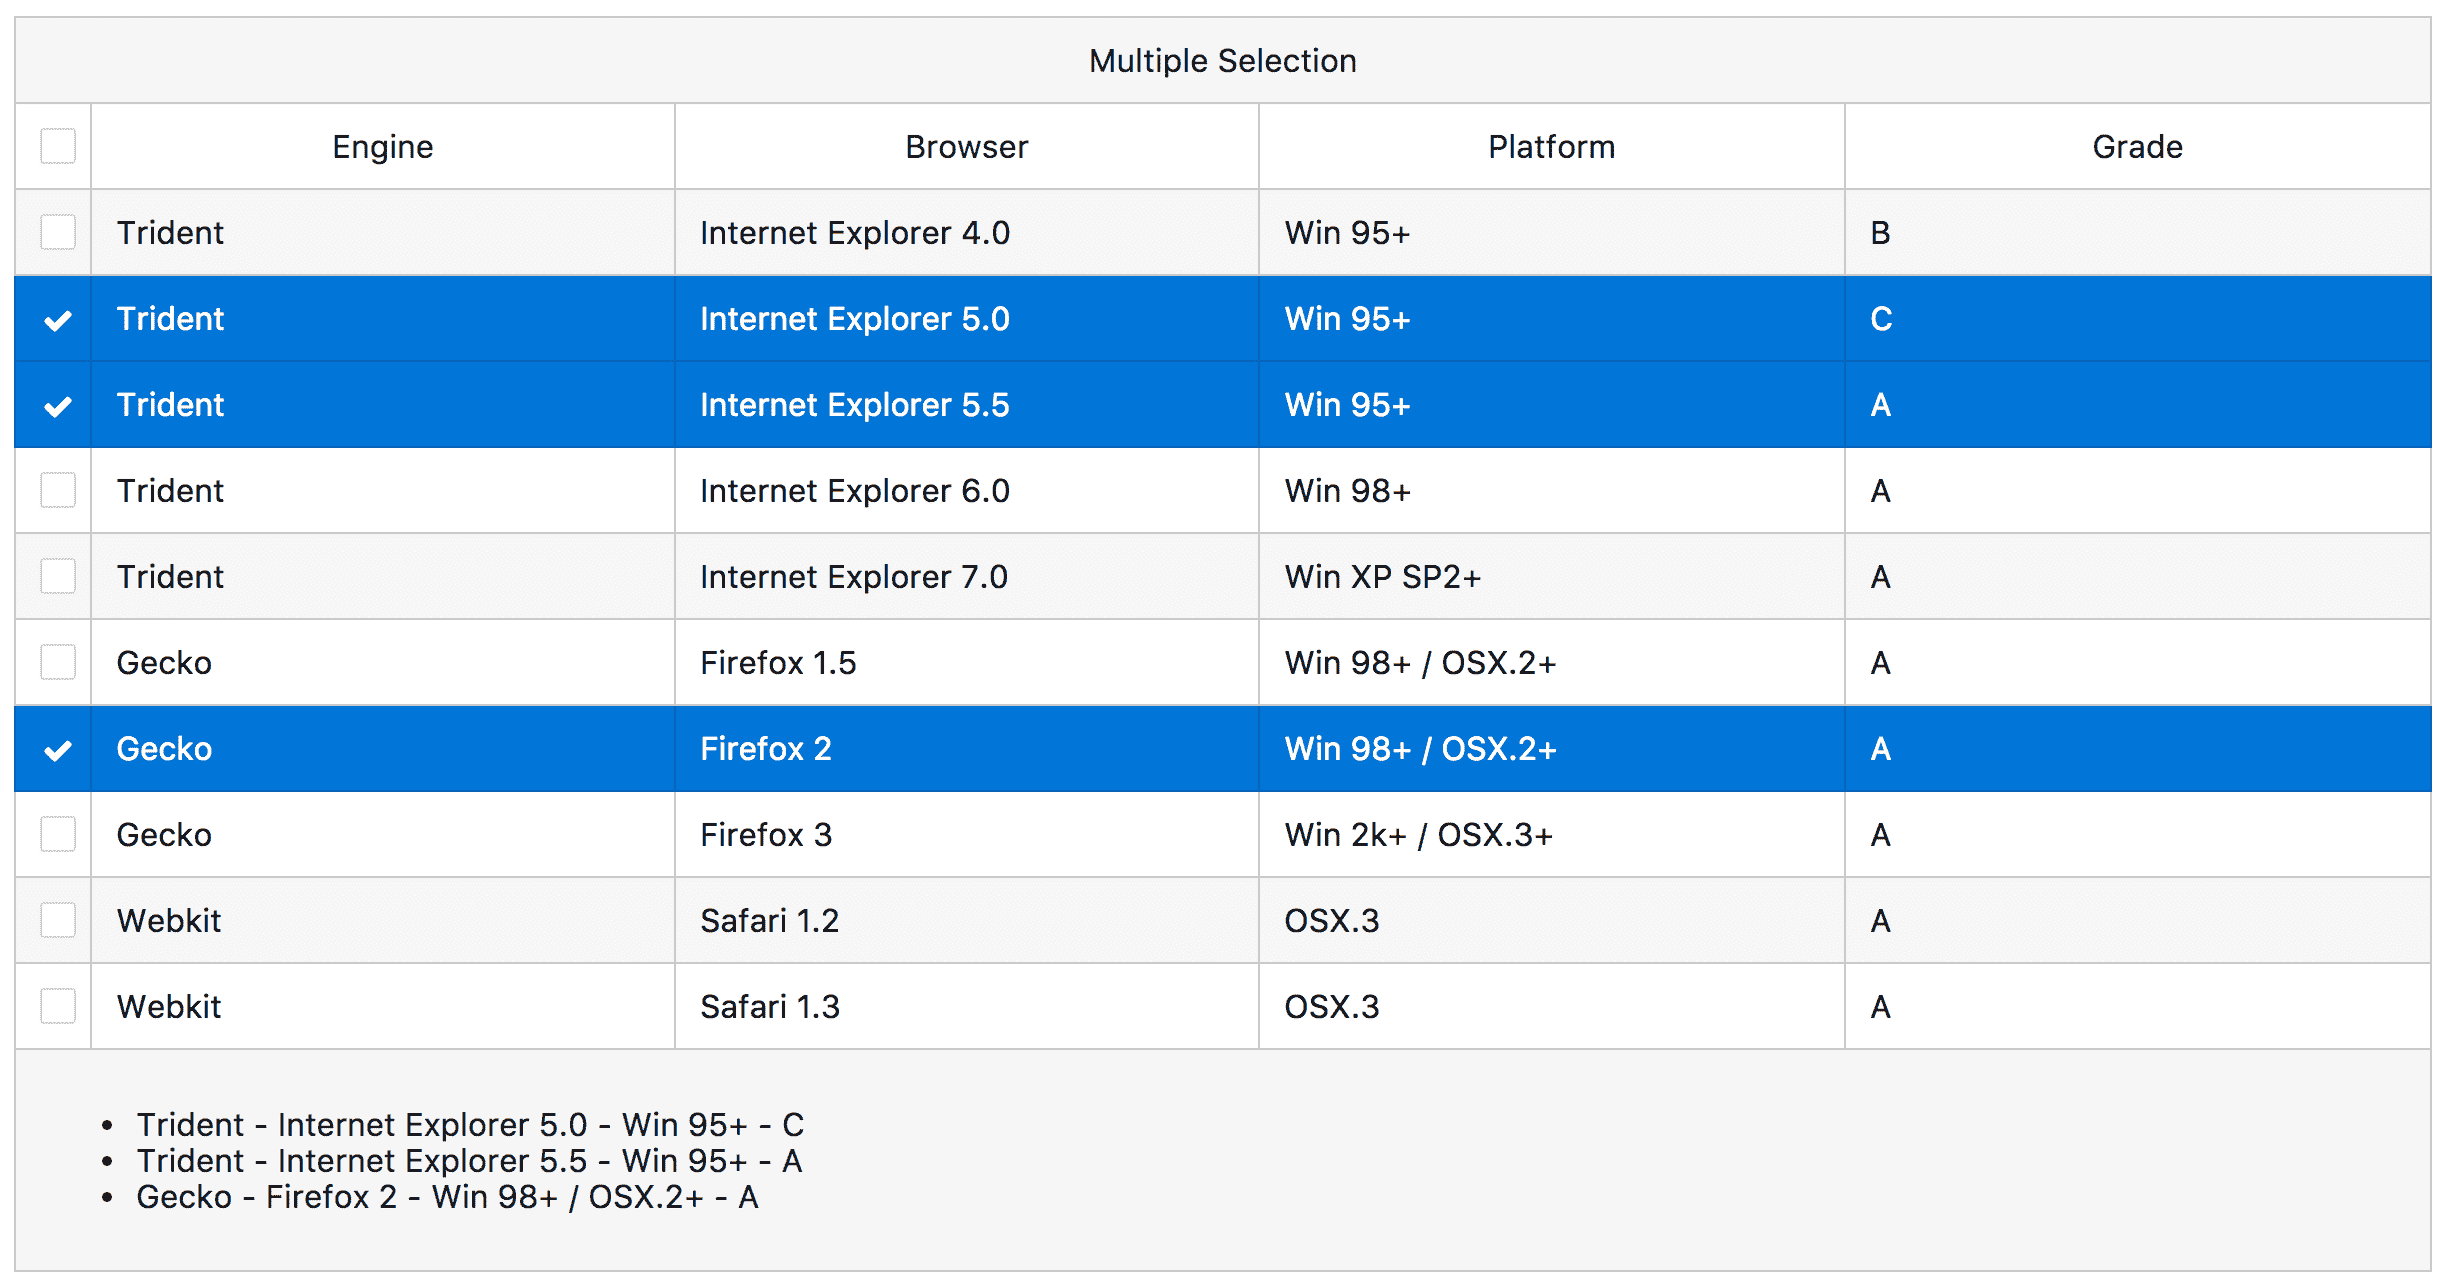 Multiple Selection
Engine Browser Platform Grade
Trident Internet Explorer 4.0 Win 95+ B
Trident Internet Explorer 5.0 Win 95+ C
Trident Internet Explorer 5.5 Win 95+ A
Trident Internet Explorer 6.0 Win 98+ A
Trident Internet Explorer 7.0 Win XP SP2+ A
Gecko Firefox 1.5 Win 98+ / OSX.2+ A
Gecko Firefox 2 Win 98+ / OSX.2+ A
Gecko Firefox 3 Win 2k+ / OSX.3+ A
Webkit Safari 1.2 OSX.3 A
Webkit Safari 1.3 OSX.3 A
• Trident - Internet Explorer 5.0 - Win 95+ - C
• Trident - Internet Explorer 5.5 - Win 95+ - A
• Gecko - Firefox 2 - Win 98+ / OSX.2+ - A